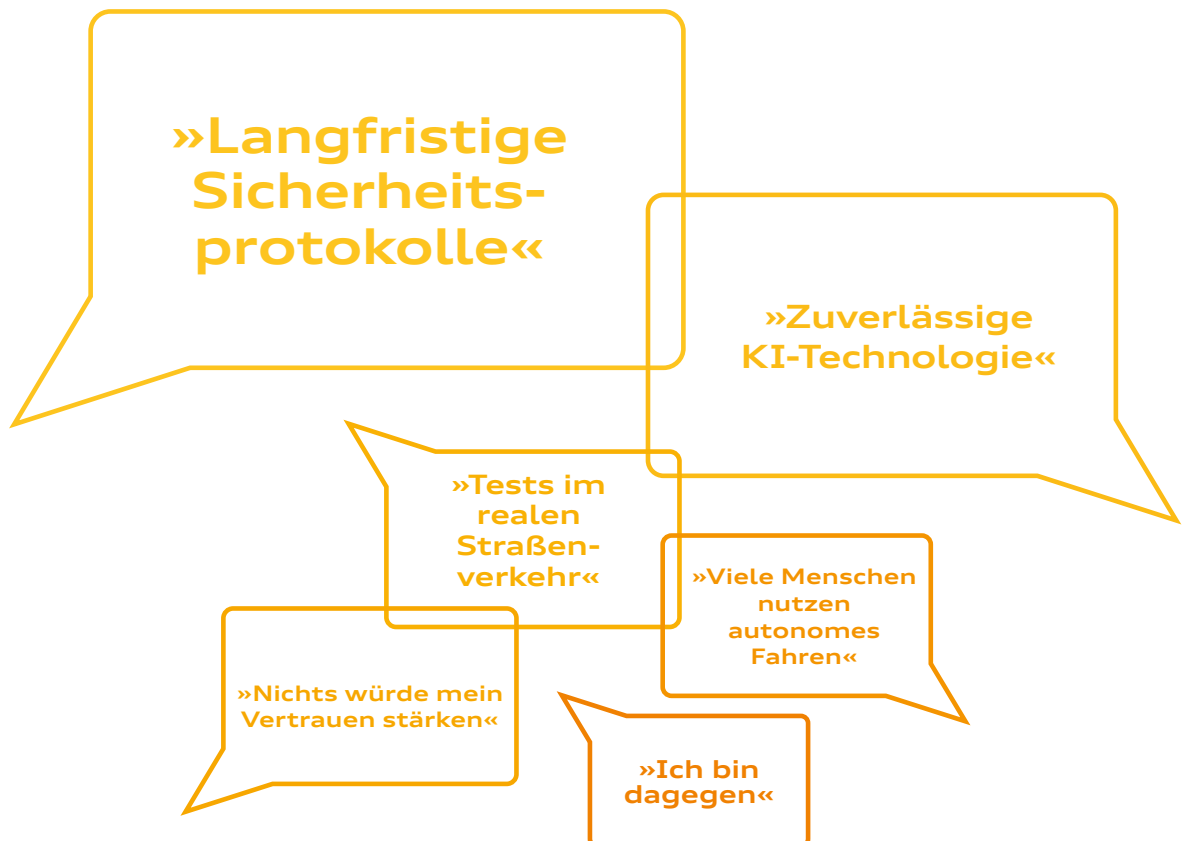 »Langfristige
Sicherheits-
protokolle«
»Zuverlässige
KI-Technologie«
»Tests im
realen
Straßen-
verkehr«
»Viele Menschen
nutzen
autonomes
Fahren«
»Nichts würde mein
Vertrauen stärken«
»Ich bin
dagegen«